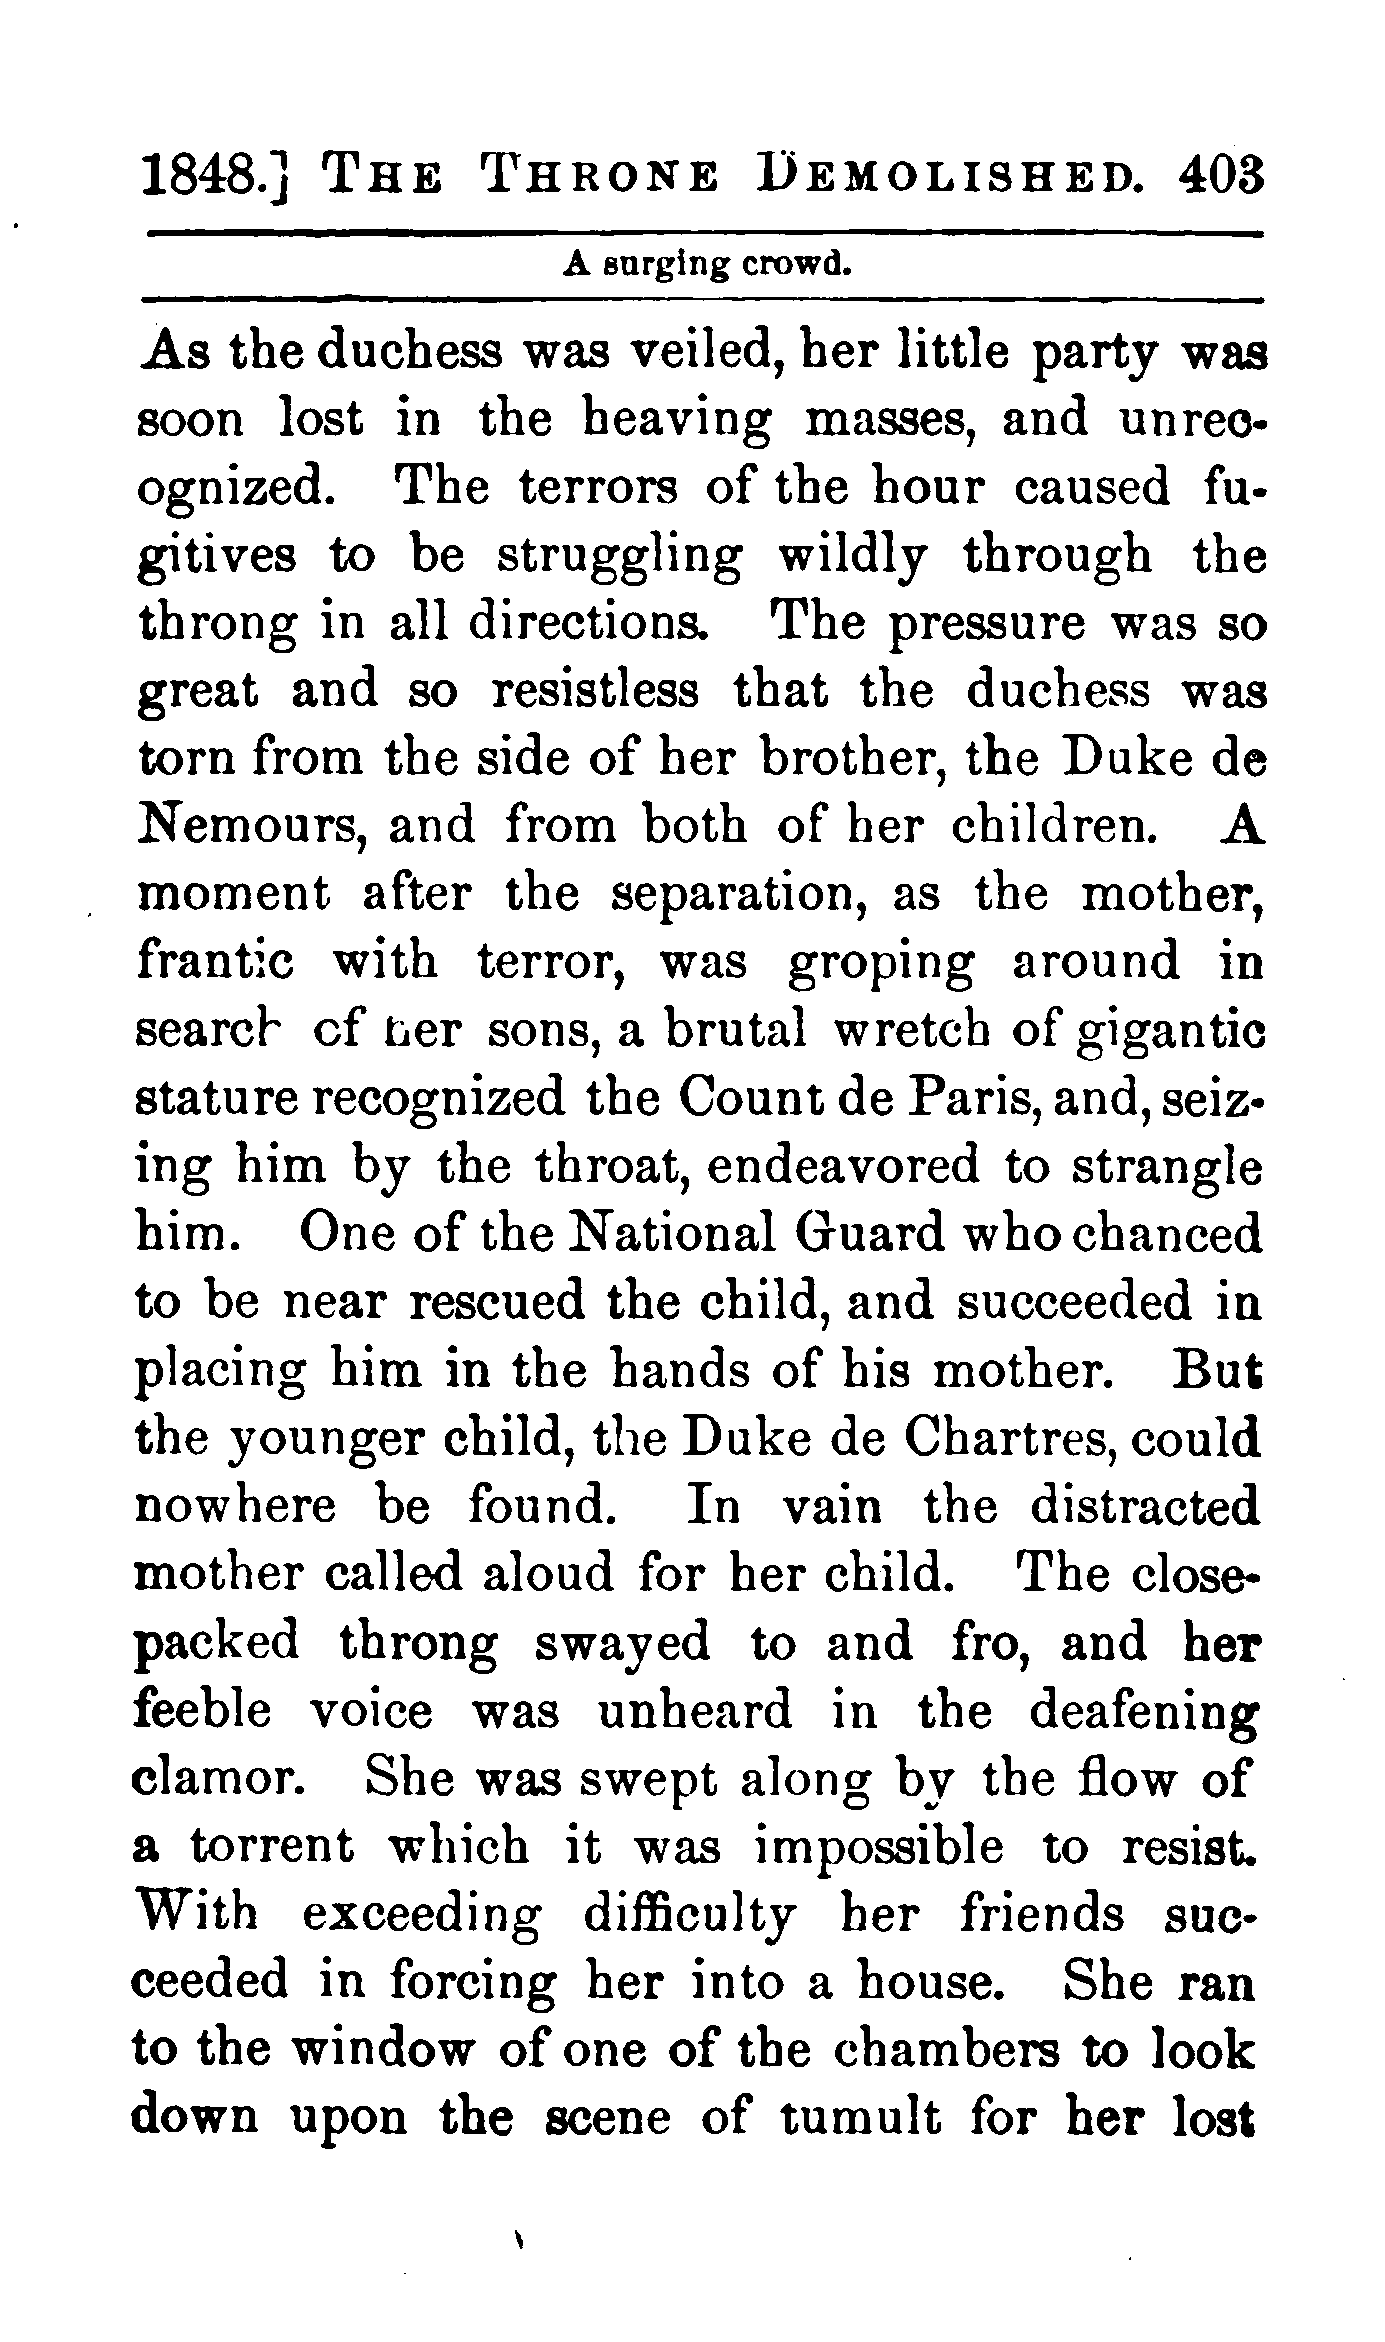 1848.] THE THRONE DEMOLISHED. 403
A surging crowd.
As the duchess was veiled, her little party was
soon lost in the heaving masses, and unrec-
ognized. The terrors of the hour caused fu-
gitives to be struggling wildly through the
throng in all directions. The pressure was so
great and so resistless that the duchess was
torn from the side of her brother, the Duke de
Nemours, and from both of her children. A
moment after the separation, as the mother,
frantic with terror, was groping around in
search of her sons, a brutal wretch of gigantic
stature recognized the Count de Paris, and, seiz-
ing him by the throat, endeavored to strangle
him. One of the National Guard who chanced
to be near rescued the child, and succeeded in
placing him in the hands of his mother. But
the younger child, the Duke de Chartres, could
nowhere be found. In vain the distracted
mother called aloud for her child. The close-
packed throng swayed to and fro, and her
feeble voice was unheard in the deafening
clamor. She was swept along by the flow of
a torrent which it was impossible to resist.
With exceeding difficulty her friends suc-
ceeded in forcing her into a house. She ran
to the window of one of the chambers to look
down upon the scene of tumult for her lost